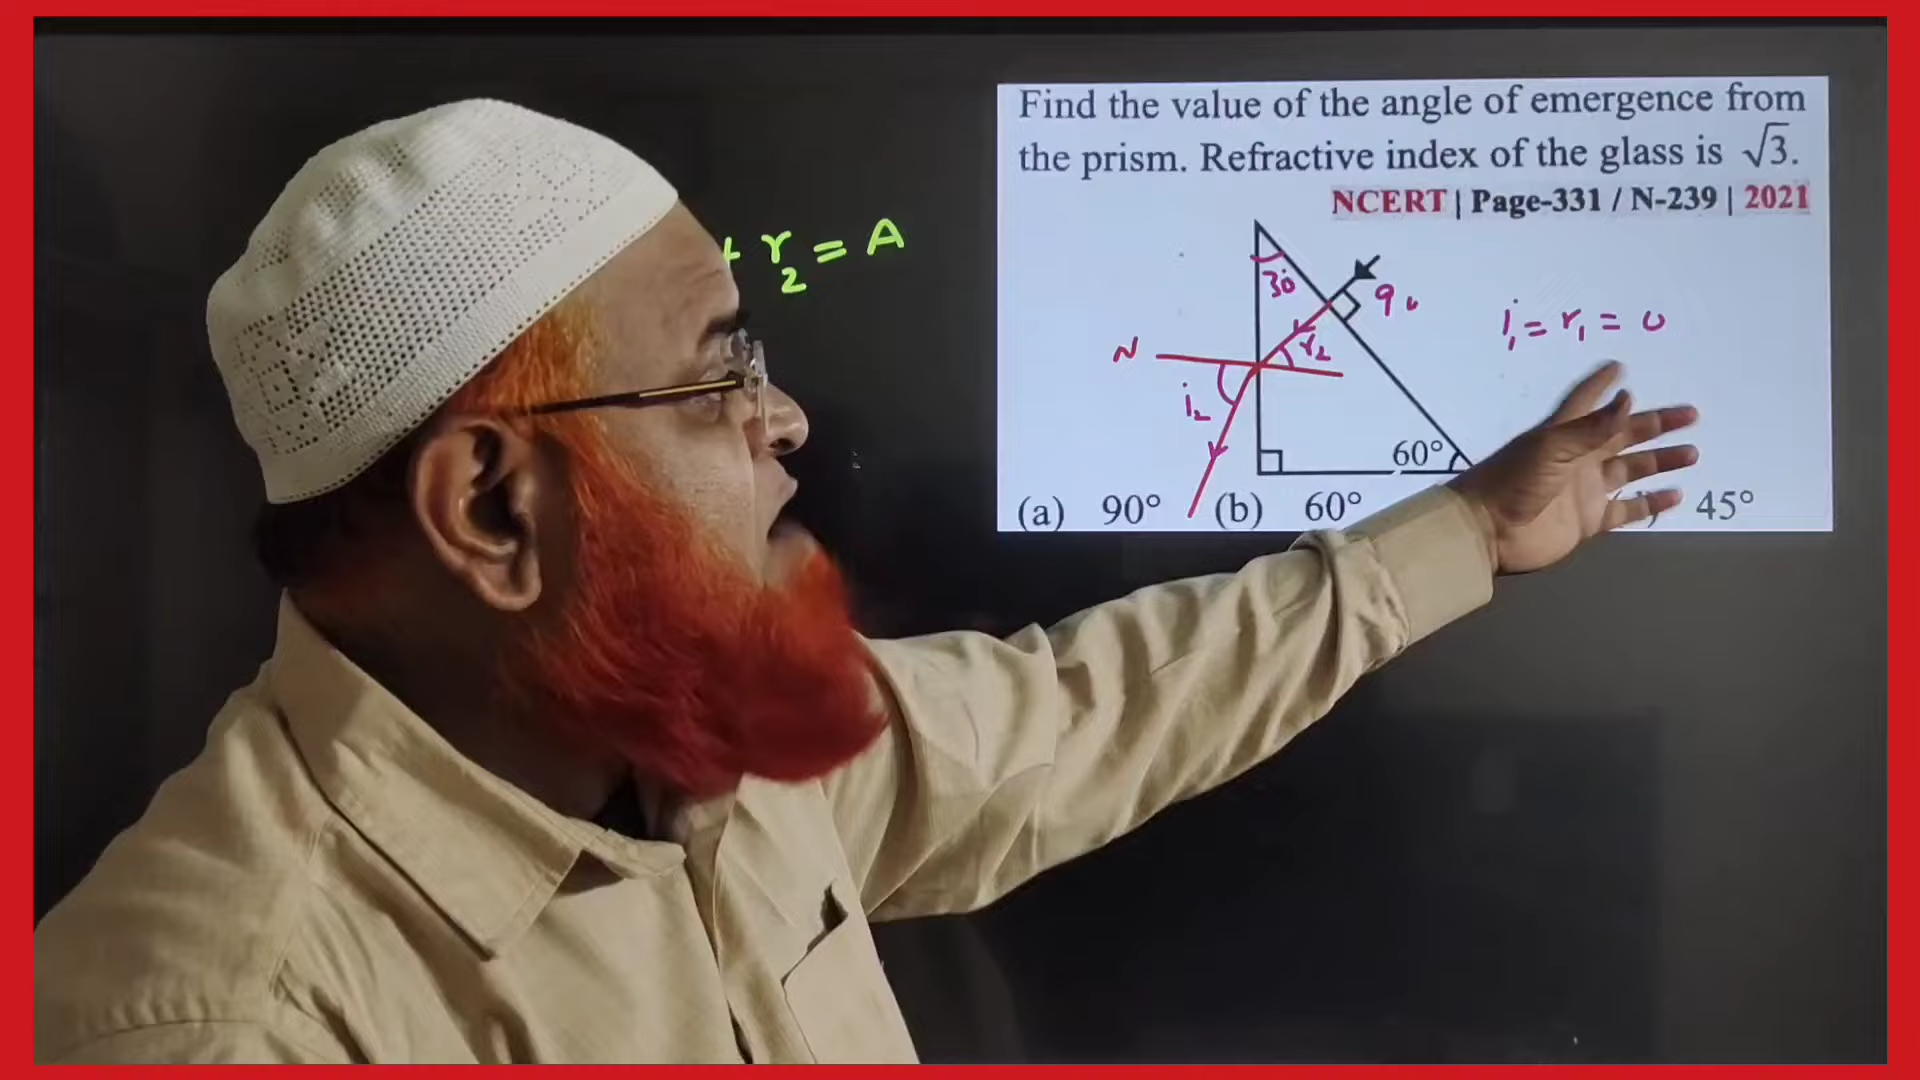 Find the value of the angle of emergence from
the prism. Refractive index of the glass is √3.
NCERT | Page-331 / N-239 | 2021
+ r₂ = A
30
90
i₁ = r₁ = 0
r₂
N
i₂
60°
(a) 90° (b) 60° 45°